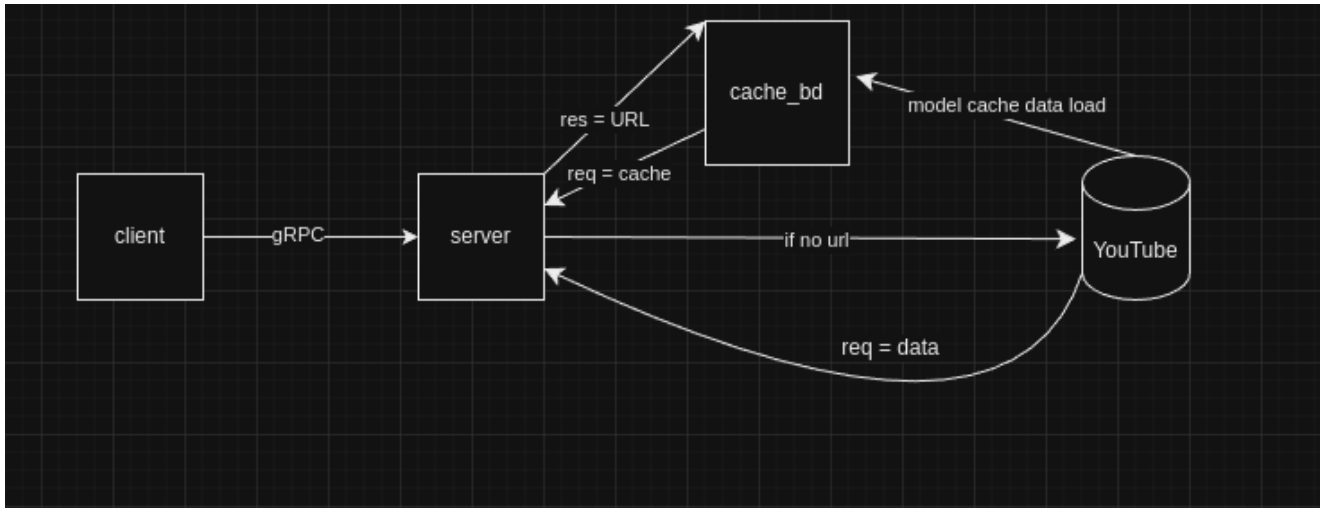 cache_bd
model cache data load
res = URL
req = cache
client
gRPC
server
if no url
YouTube
req = data